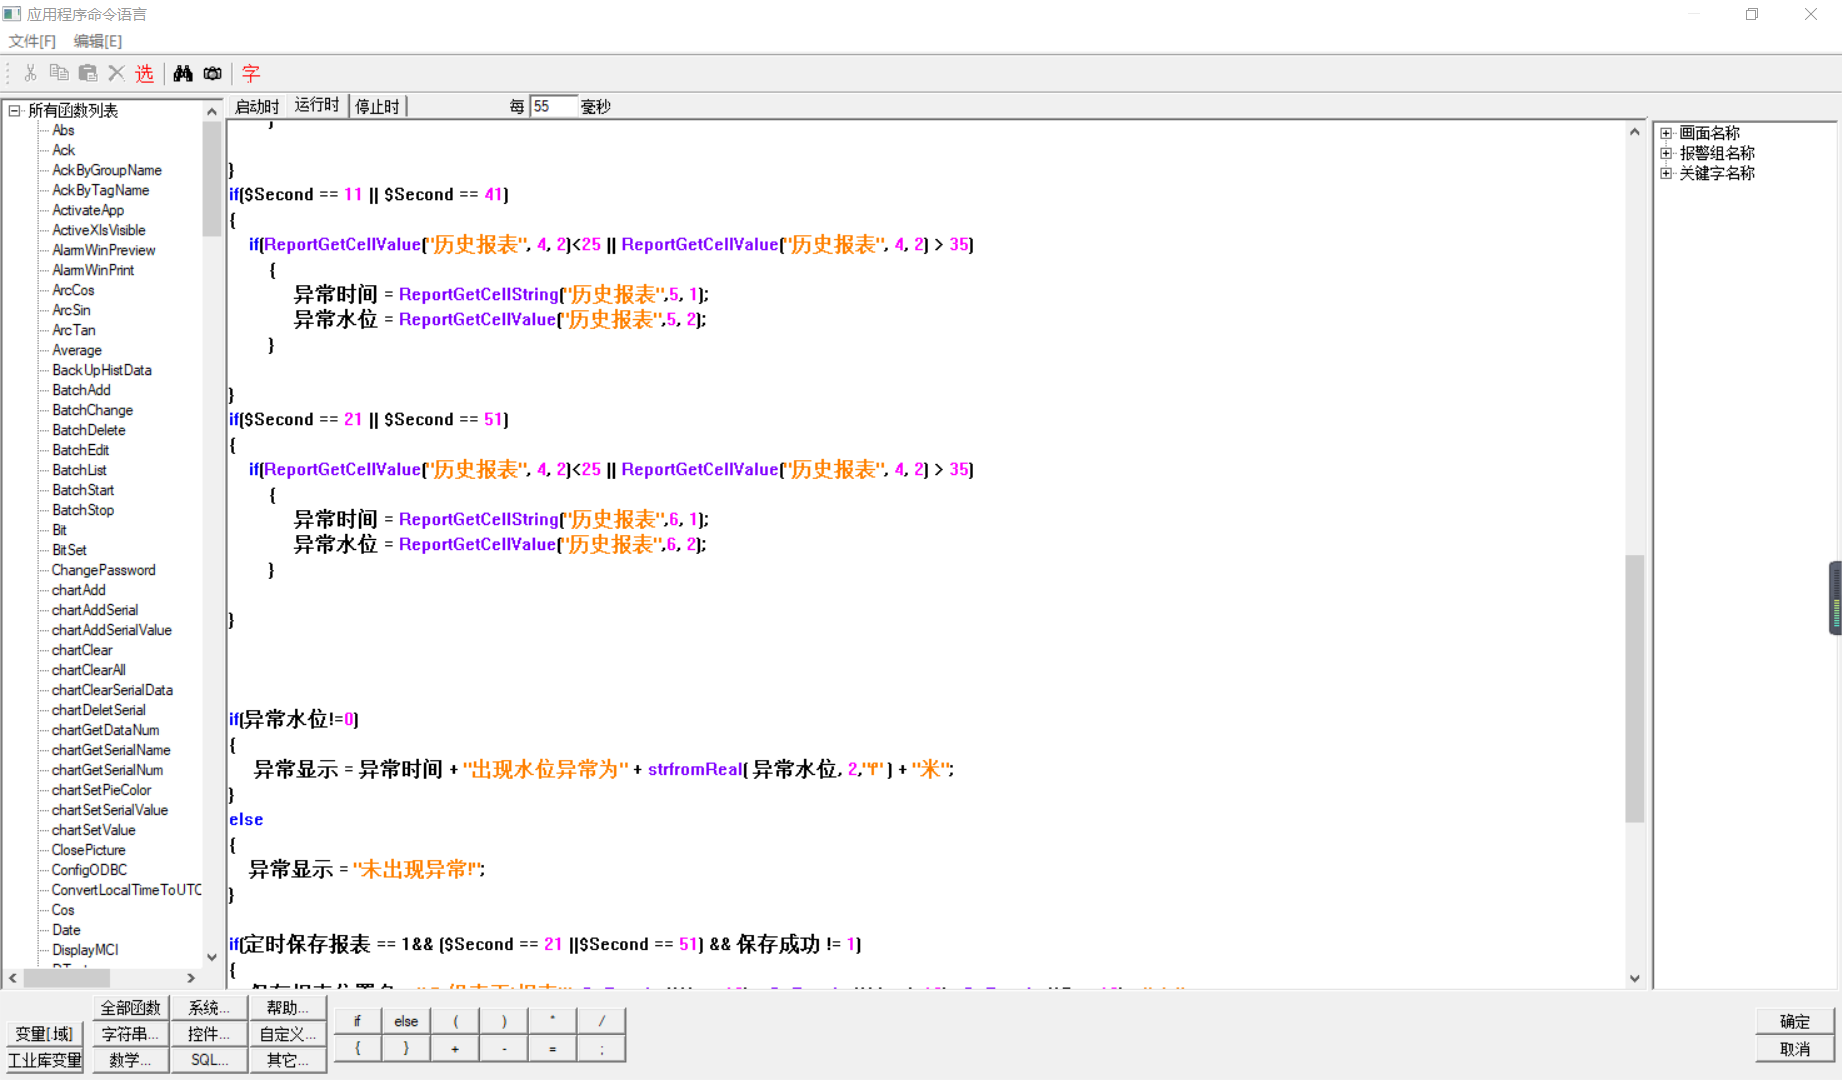 应用程序命令语言
文件[F] 编辑[E]
选 字
启动时 运行时 停止时 每 55 毫秒
所有函数列表
Abs
Ack
AckByGroupName
AckByTagName
ActivateApp
ActiveXIsVisible
AlarmWinPreview
AlarmWinPrint
ArcCos
ArcSin
ArcTan
Average
BackUpHistData
BatchAdd
BatchChange
BatchDelete
BatchEdit
BatchList
BatchStart
BatchStop
Bit
BitSet
ChangePassword
chartAdd
chartAddSerial
chartAddSerialValue
chartClear
chartClearAll
chartClearSerialData
chartDeletSerial
chartGetDataNum
chartGetSerialName
chartGetSerialNum
chartSetPieColor
chartSetSerialValue
chartSetValue
ClosePicture
ConfigODBC
ConvertLocalTimeToUTC
Cos
Date
DisplayMCI
}
}
if($Second == 11 || $Second == 41)
{
if(ReportGetCellValue("历史报表", 4, 2)<25 || ReportGetCellValue("历史报表", 4, 2) > 35)
{
异常时间 = ReportGetCellString("历史报表",5, 1);
异常水位 = ReportGetCellValue("历史报表",5, 2);
}
}
if($Second == 21 || $Second == 51)
{
if(ReportGetCellValue("历史报表", 4, 2)<25 || ReportGetCellValue("历史报表", 4, 2) > 35)
{
异常时间 = ReportGetCellString("历史报表",6, 1);
异常水位 = ReportGetCellValue("历史报表",6, 2);
}
}
if(异常水位!=0)
{
异常显示 = 异常时间 + "出现水位异常为" + strfromReal( 异常水位, 2,"f" ) + "米";
}
else
{
异常显示 = "未出现异常!";
}
if(定时保存报表 == 1&& ($Second == 21 ||$Second == 51) && 保存成功 != 1)
{
画面名称
报警组名称
关键字名称
变量[.域]
工业库变量
全部函数 系统... 帮助...
字符串... 控件... 自定义...
数学... SQL... 其它...
if else ( ) * /
{ } + - = ;
确定
取消